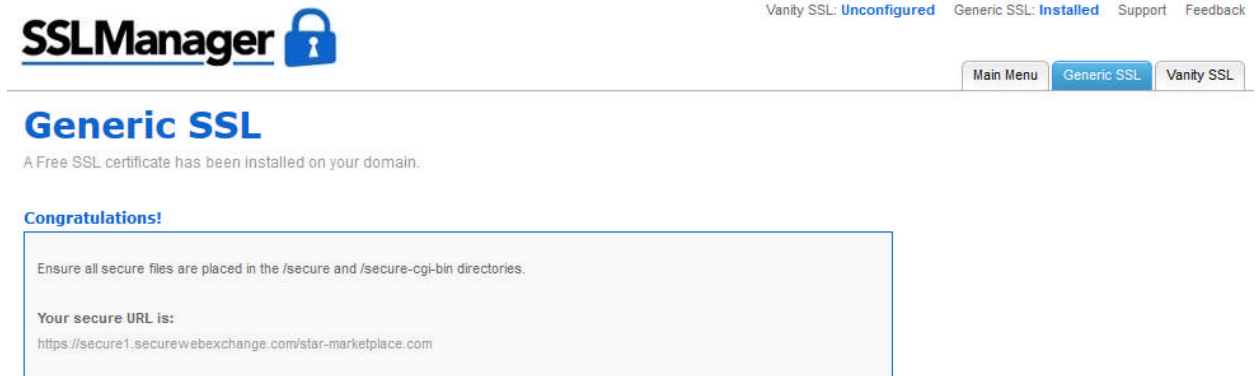 Vanity SSL: Unconfigured Generic SSL: Installed Support Feedback
SSLManager
Main Menu Generic SSL Vanity SSL
Generic SSL
A Free SSL certificate has been installed on your domain.
Congratulations!
Ensure all secure files are placed in the /secure and /secure-cgi-bin directories.
Your secure URL is:
https://secure1.securewebexchange.com/star-marketplace.com